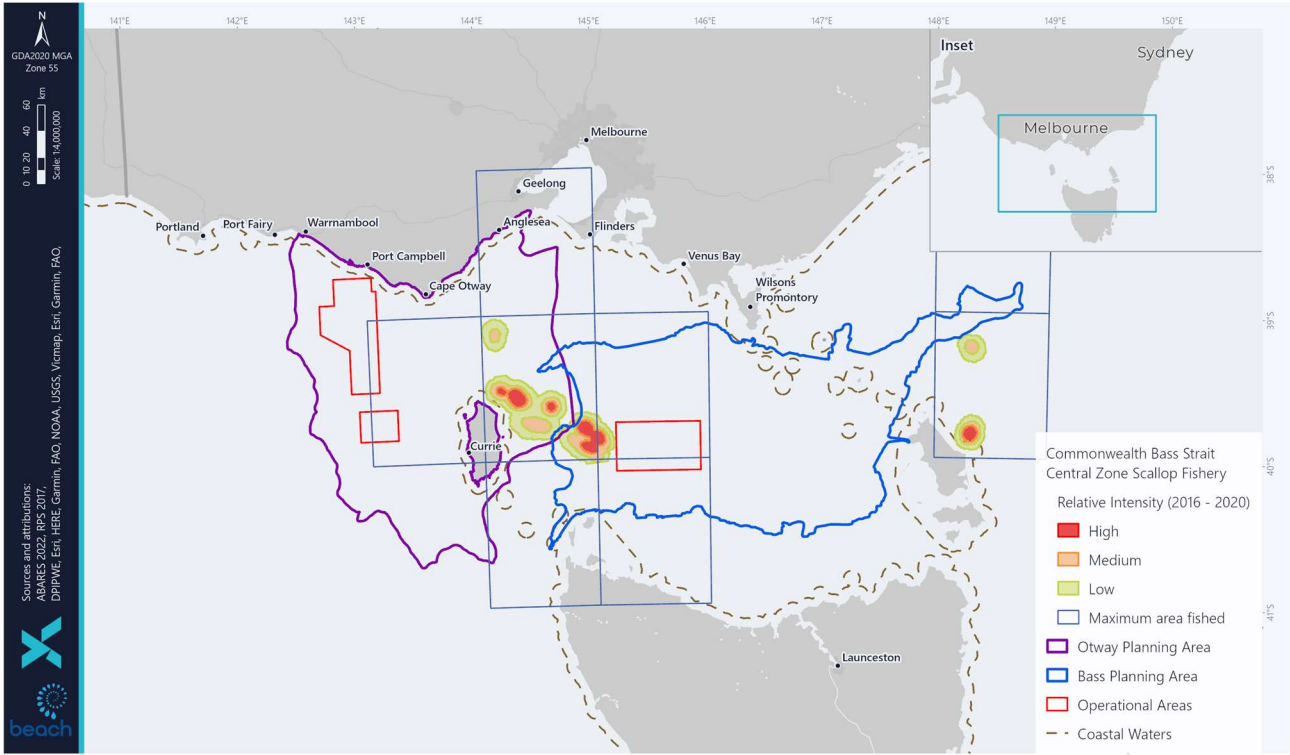 141°E
142°E
143°E
144°E
145°E
146°E
147°E
148°E
149°E
150°E
N
GDA2020 MGA
Zone 55
0 10 20 40 60
km
Scale: 1:4,000,000
Inset
Sydney
Melbourne
38°S
39°S
40°S
41°S
Melbourne
Geelong
Portland
Port Fairy
Warrnambool
Anglesea
Flinders
Port Campbell
Venus Bay
Cape Otway
Wilsons
Promontory
Currie
Launceston
Commonwealth Bass Strait
Central Zone Scallop Fishery
Relative Intensity (2016 - 2020)
High
Medium
Low
Maximum area fished
Otway Planning Area
Bass Planning Area
Operational Areas
Coastal Waters
Sources and attributions:
ABARES 2022, RPS 2017,
DPIPWE, Esri, HERE, Garmin, FAO, NOAA, USGS, Vicmap, Esri, Garmin, FAO,
beach